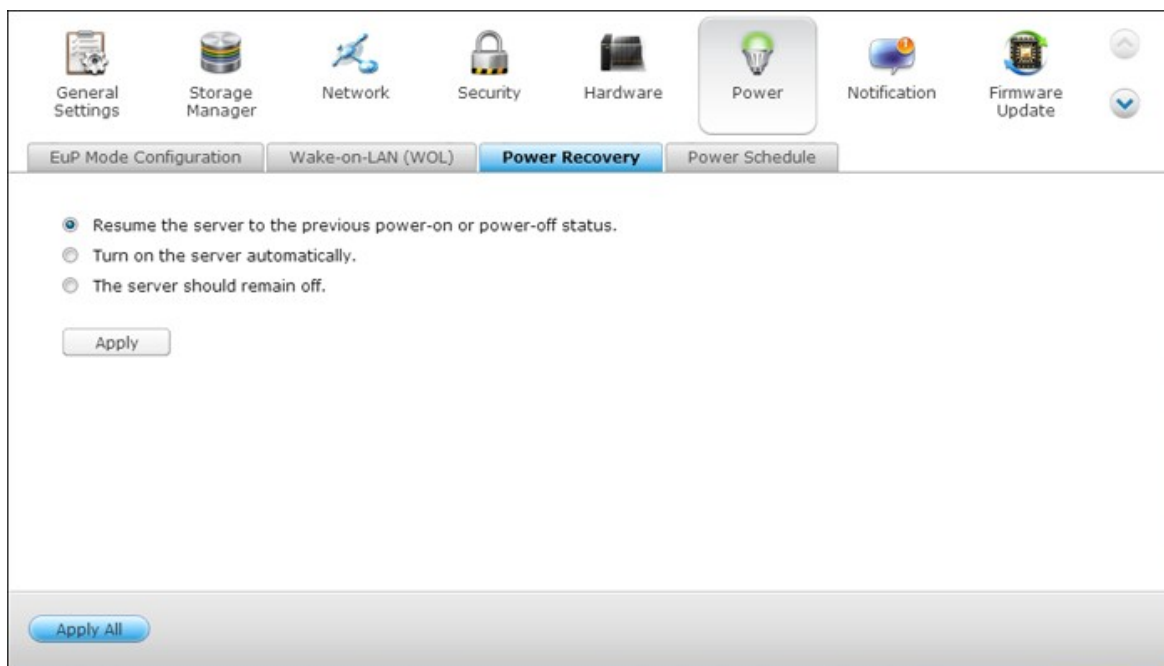 General Settings
Storage Manager
Network
Security
Hardware
Power
Notification
1
Firmware Update
EuP Mode Configuration
Wake-on-LAN (WOL)
Power Recovery
Power Schedule
Resume the server to the previous power-on or power-off status.
Turn on the server automatically.
The server should remain off.
Apply
Apply All